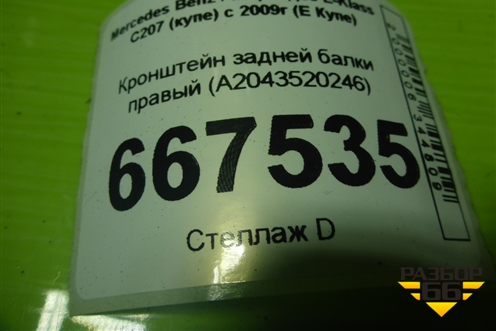 Mercedes Benz E-Klass
C207 (купе) с 2009г (Е Купе)
Кронштейн задней балки
правый (A2043520246)
667535
Стеллаж D
РАЗБОР
66